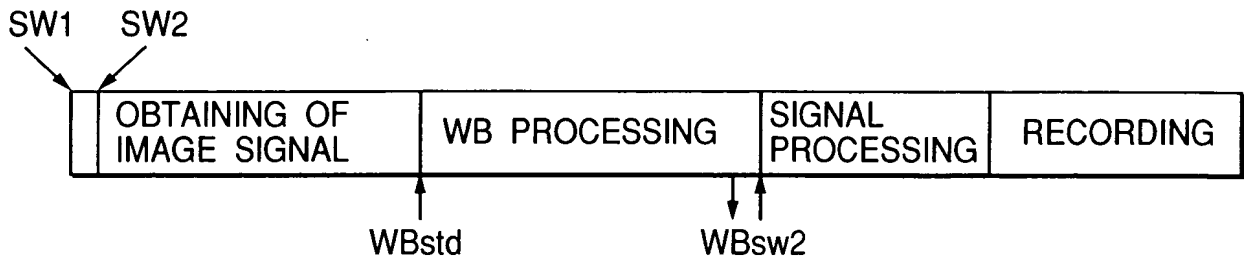 SW1 SW2
OBTAINING OF
IMAGE SIGNAL
WB PROCESSING
SIGNAL
PROCESSING
RECORDING
WBstd
WBsw2